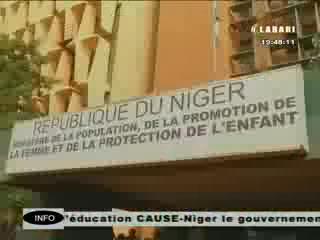 LABARI
19:48:11
REPUBLIQUE DU NIGER
MINISTERE DE LA POPULATION, DE LA PROMOTION DE
LA FEMME ET DE LA PROTECTION DE L'ENFANT
INFO
'éducation CAUSE-Niger le gouvernemen